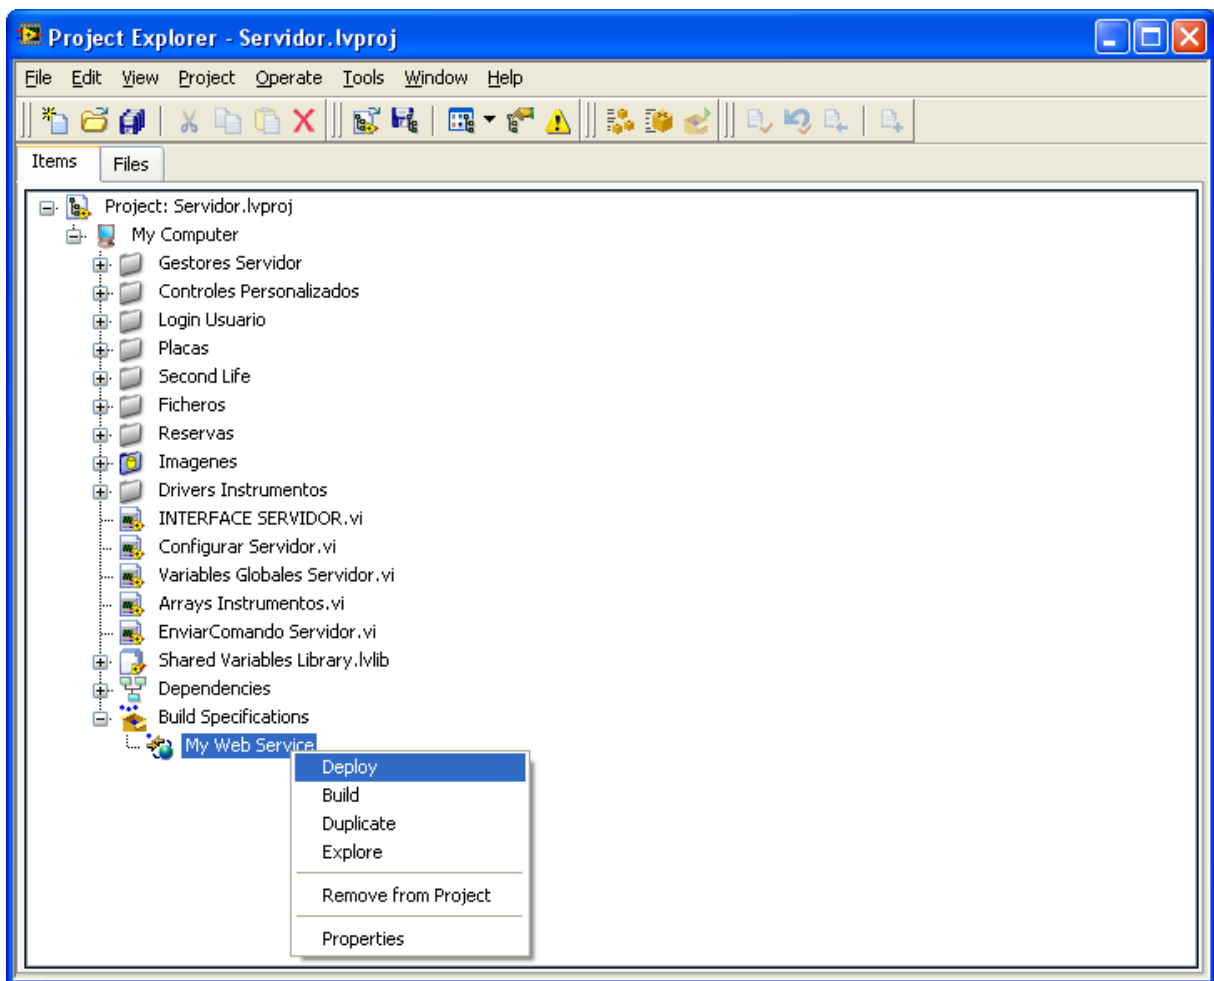 Project Explorer - Servidor.lvproj
File Edit View Project Operate Tools Window Help
Items Files
Project: Servidor.lvproj
My Computer
Gestores Servidor
Controles Personalizados
Login Usuario
Placas
Second Life
Ficheros
Reservas
Imagenes
Drivers Instrumentos
INTERFACE SERVIDOR.vi
Configurar Servidor.vi
Variables Globales Servidor.vi
Arrays Instrumentos.vi
EnviarComando Servidor.vi
Shared Variables Library.lvlib
Dependencies
Build Specifications
My Web Service
Deploy
Build
Duplicate
Explore
Remove from Project
Properties